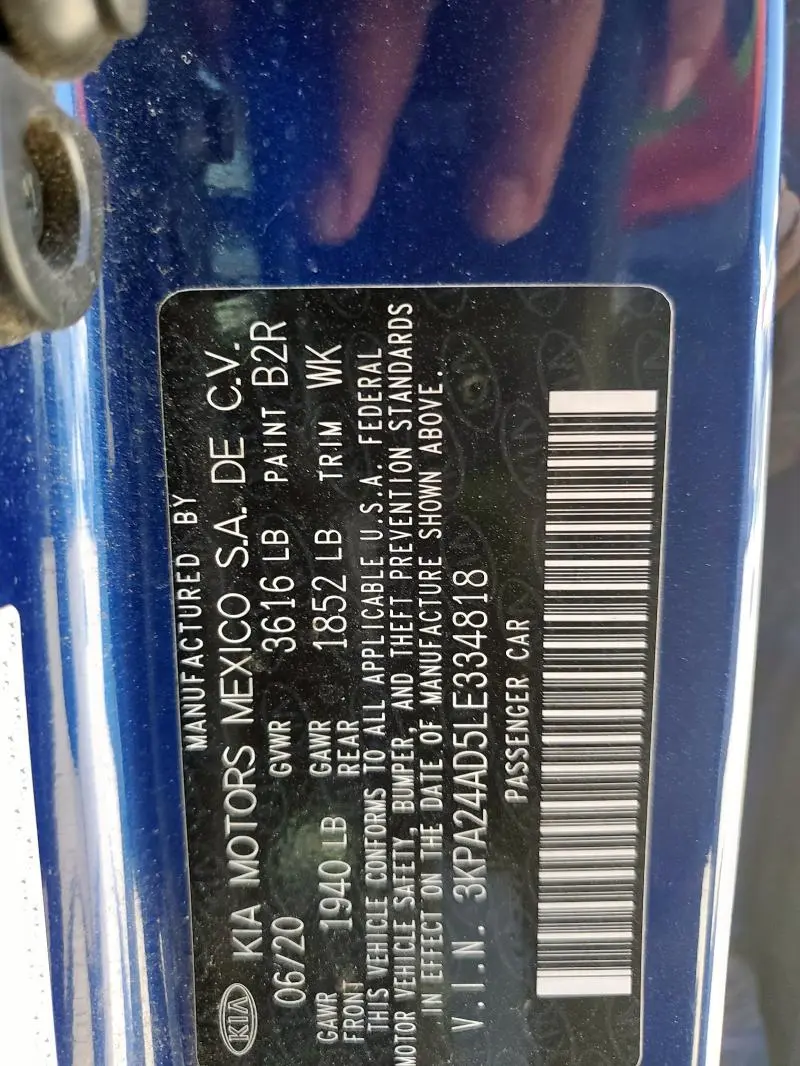 MANUFACTURED BY
KIA KIA MOTORS MEXICO S.A. DE C.V.
06/20 GVWR 3616 LB PAINT B2R
GAWR FRONT 1940 LB GAWR REAR 1852 LB TRIM WK
THIS VEHICLE CONFORMS TO ALL APPLICABLE U.S.A. FEDERAL
MOTOR VEHICLE SAFETY, BUMPER, AND THEFT PREVENTION STANDARDS
IN EFFECT ON THE DATE OF MANUFACTURE SHOWN ABOVE.
V.I.N. 3KPA24AD5LE334818
PASSENGER CAR